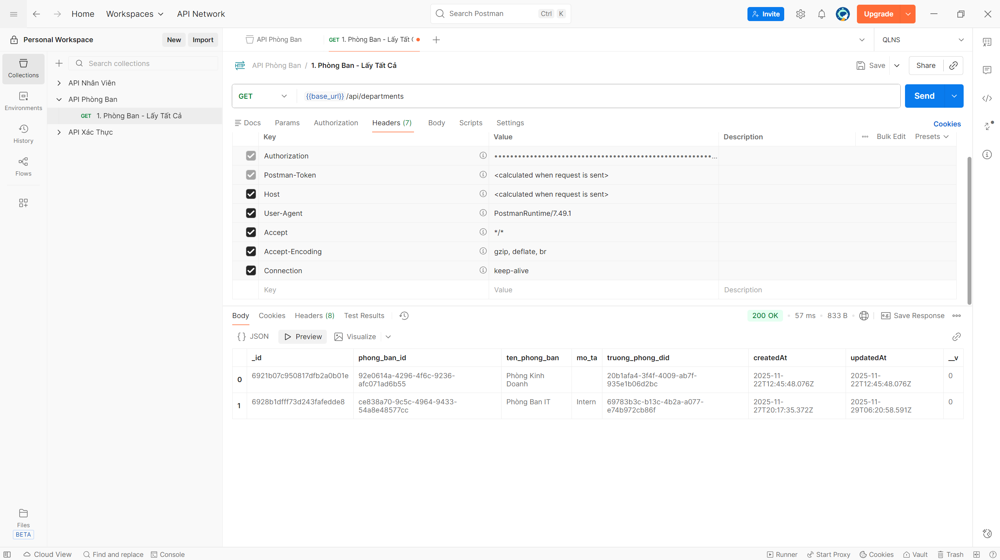 Home Workspaces API Network Search Postman Ctrl K Invite Upgrade
Personal Workspace New Import
API Phòng Ban GET 1. Phòng Ban - Lấy Tất QLNS
Collections
Environments
History
Flows
Files
BETA
Search collections
API Nhân Viên
API Phòng Ban
GET 1. Phòng Ban - Lấy Tất Cả
API Xác Thực
HTTP API Phòng Ban / 1. Phòng Ban - Lấy Tất Cả Save Share
GET {{base_url}}/api/departments Send
Docs Params Authorization Headers (7) Body Scripts Settings Cookies
Key Value Description Bulk Edit Presets
Authorization ••••••••••••••••••••••••••••••••••••••••••••••••••••••••...
Postman-Token <calculated when request is sent>
Host <calculated when request is sent>
User-Agent PostmanRuntime/7.49.1
Accept */*
Accept-Encoding gzip, deflate, br
Connection keep-alive
Key Value Description
Body Cookies Headers (8) Test Results 200 OK • 57 ms • 833 B • e.g. Save Response
{} JSON Preview Visualize
_id phong_ban_id ten_phong_ban mo_ta truong_phong_did createdAt updatedAt __v
0 6921b07c950817dfb2a0b01e 92e0614a-4296-4f6c-9236- Phòng Kinh 20b1afa4-3f4f-4009-ab7f- 2025-11- 2025-11- 0
afc071ad6b55 Doanh 935e1b06d2bc 22T12:45:48.076Z 22T12:45:48.076Z
1 6928b1dfff73d243fafedde8 ce838a70-9c5c-4964-9433- Phòng Ban IT Intern 69783b3c-b13c-4b2a-a077- 2025-11- 2025-11- 0
54a8e48577cc e74b972cb86f 27T20:17:35.372Z 29T06:20:58.591Z
Cloud View Find and replace Console Runner Start Proxy Cookies Vault Trash